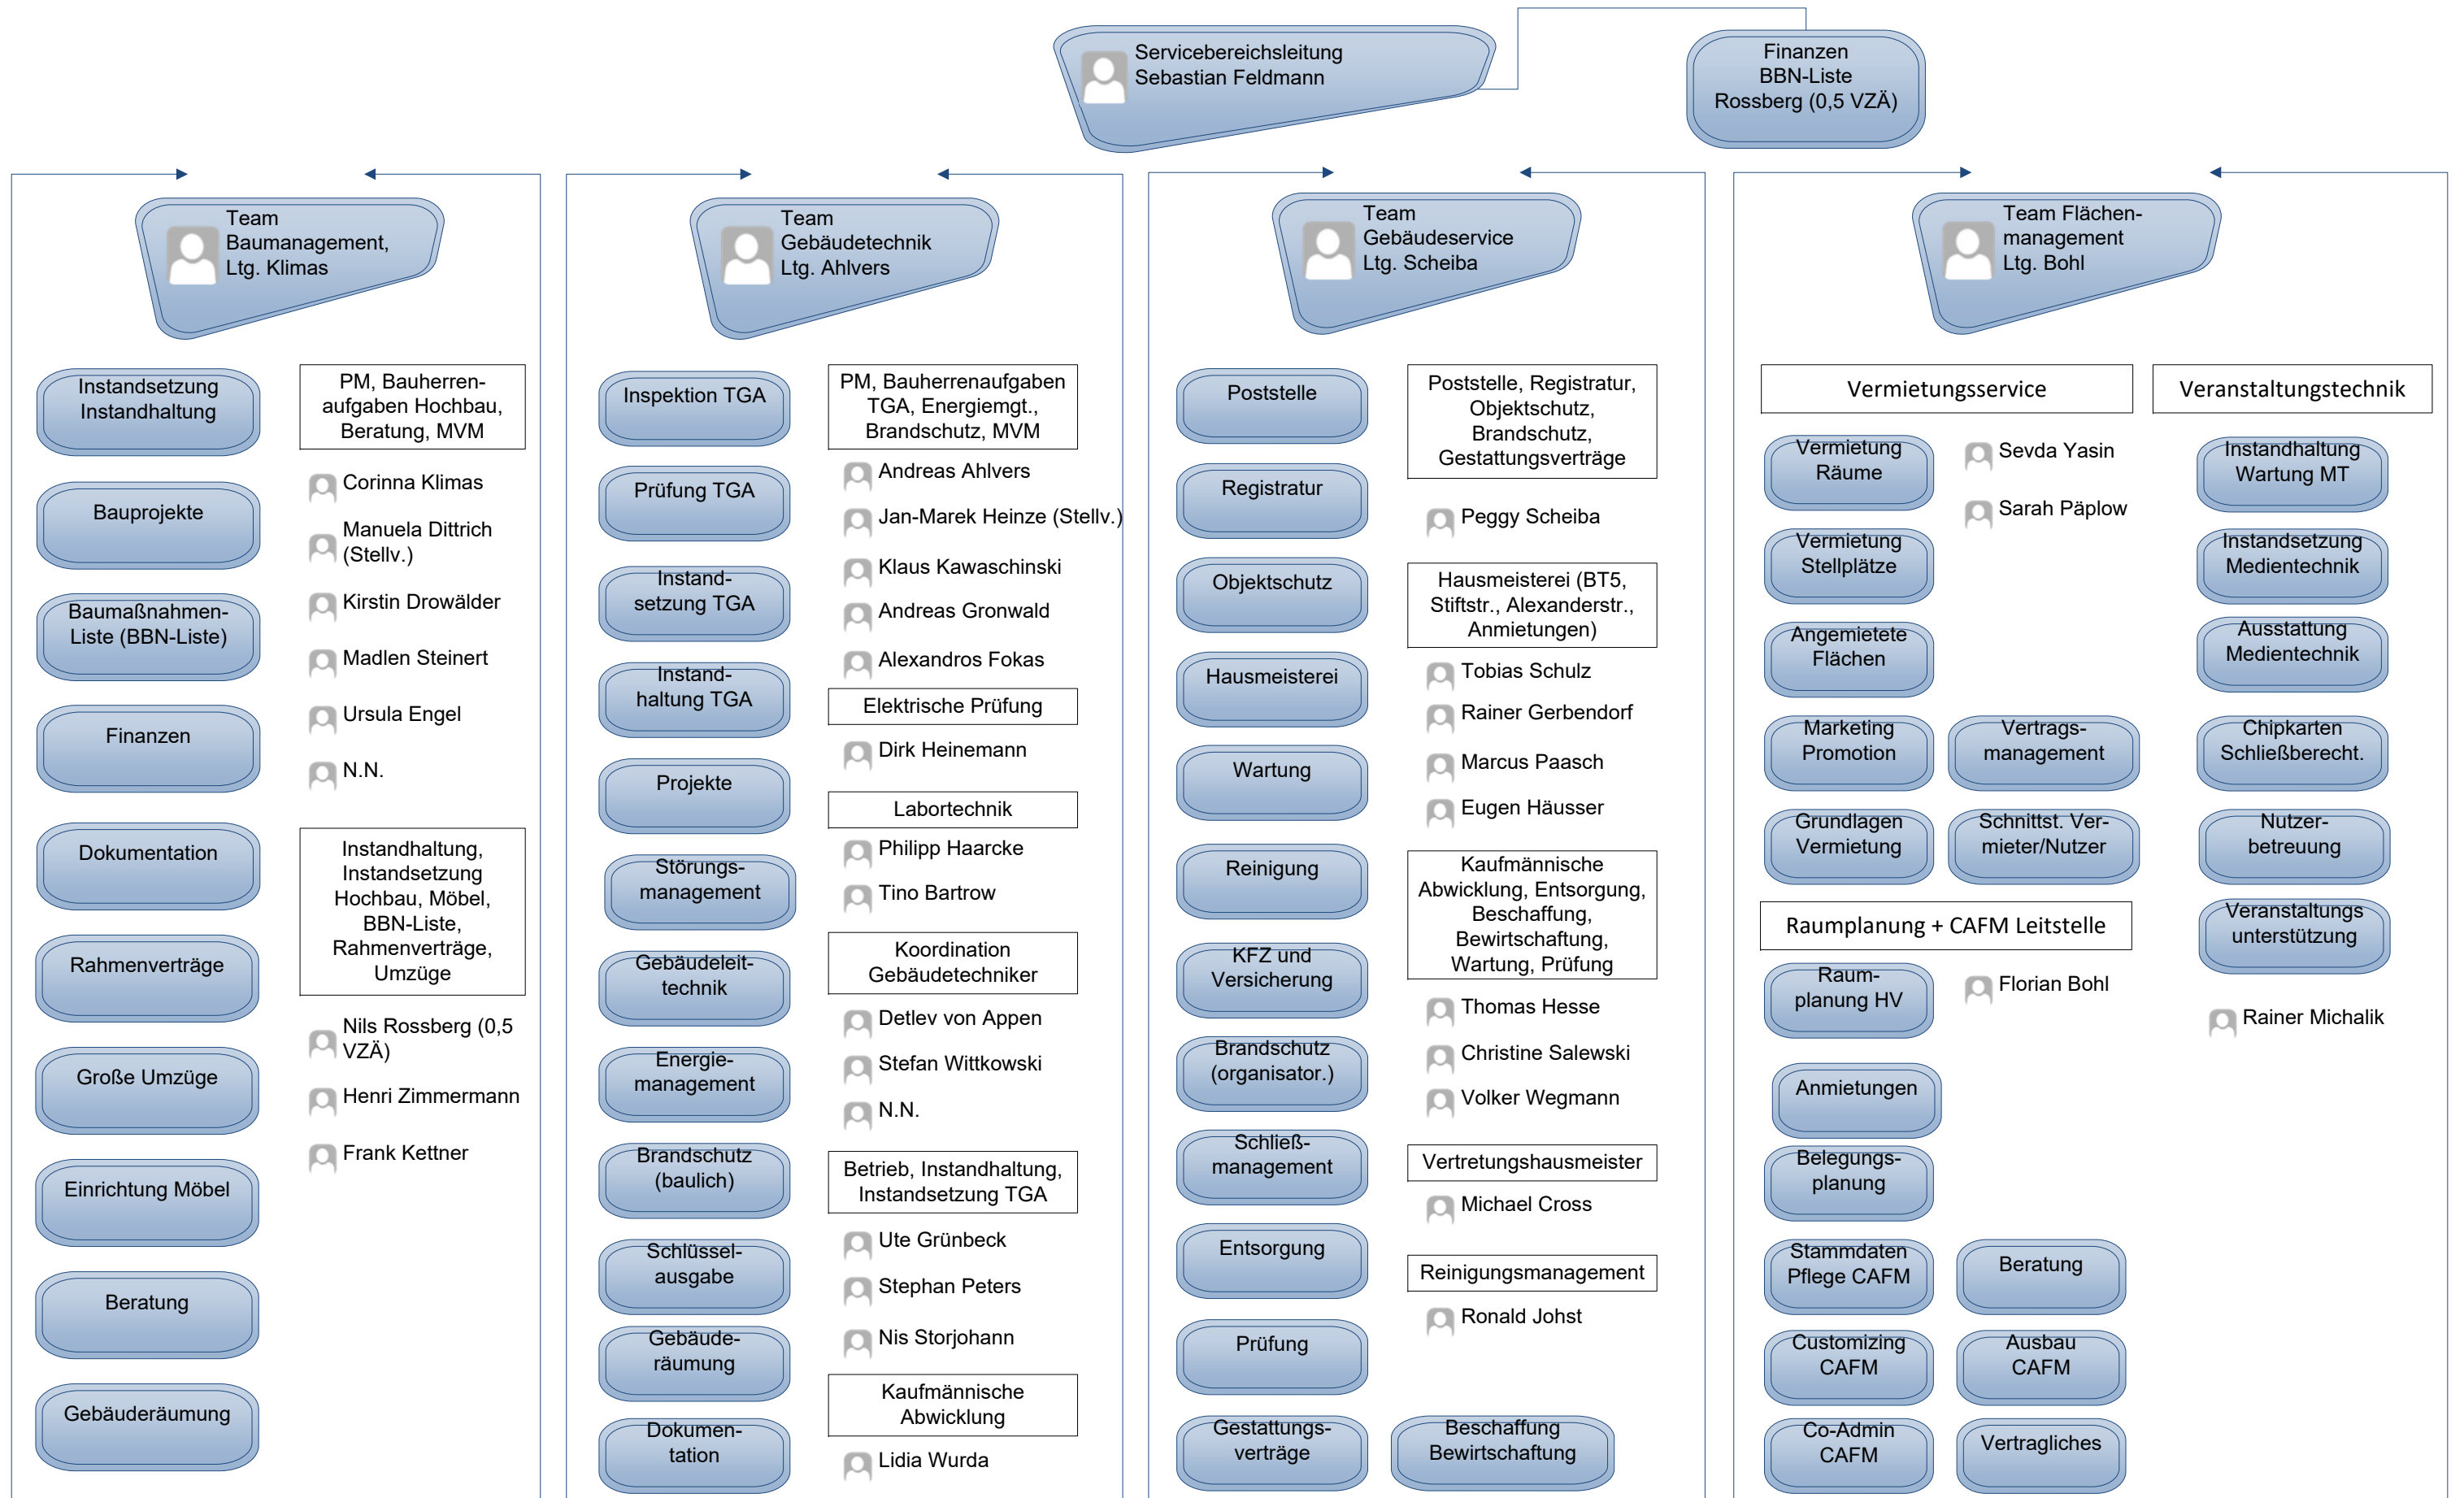 Servicebereichsleitung
Sebastian Feldmann
Finanzen
BBN-Liste
Rossberg (0,5 VZÄ)
Team
Baumanagement,
Ltg. Klimas
Instandsetzung
Instandhaltung
Bauprojekte
Baumaßnahmen-
Liste (BBN-Liste)
Finanzen
Dokumentation
Rahmenverträge
Große Umzüge
Einrichtung Möbel
Beratung
Gebäuderäumung
PM, Bauherren-
aufgaben Hochbau,
Beratung, MVM
Corinna Klimas
Manuela Dittrich
(Stellv.)
Kirstin Drowälder
Madlen Steinert
Ursula Engel
N.N.
Instandhaltung,
Instandsetzung
Hochbau, Möbel,
BBN-Liste,
Rahmenverträge,
Umzüge
Nils Rossberg (0,5
VZÄ)
Henri Zimmermann
Frank Kettner
Team
Gebäudetechnik
Ltg. Ahlvers
Inspektion TGA
Prüfung TGA
Instand-
setzung TGA
Instand-
haltung TGA
Projekte
Störungs-
management
Gebäudeleit-
technik
Energie-
management
Brandschutz
(baulich)
Schlüssel-
ausgabe
Gebäude-
räumung
Dokumen-
tation
PM, Bauherrenaufgaben
TGA, Energiemgt.,
Brandschutz, MVM
Andreas Ahlvers
Jan-Marek Heinze (Stellv.)
Klaus Kawaschinski
Andreas Gronwald
Alexandros Fokas
Elektrische Prüfung
Dirk Heinemann
Labortechnik
Philipp Haarcke
Tino Bartrow
Koordination
Gebäudetechniker
Detlev von Appen
Stefan Wittkowski
N.N.
Betrieb, Instandhaltung,
Instandsetzung TGA
Ute Grünbeck
Stephan Peters
Nis Storjohann
Kaufmännische
Abwicklung
Lidia Wurda
Team
Gebäudeservice
Ltg. Scheiba
Poststelle
Registratur
Objektschutz
Hausmeisterei
Wartung
Reinigung
KFZ und
Versicherung
Brandschutz
(organisator.)
Schließ-
management
Entsorgung
Prüfung
Gestattungs-
verträge
Beschaffung
Bewirtschaftung
Poststelle, Registratur,
Objektschutz,
Brandschutz,
Gestattungsverträge
Peggy Scheiba
Hausmeisterei (BT5,
Stiftstr., Alexanderstr.,
Anmietungen)
Tobias Schulz
Rainer Gerbendorf
Marcus Paasch
Eugen Häusser
Kaufmännische
Abwicklung, Entsorgung,
Beschaffung,
Bewirtschaftung,
Wartung, Prüfung
Thomas Hesse
Christine Salewski
Volker Wegmann
Vertretungshausmeister
Michael Cross
Reinigungsmanagement
Ronald Johst
Team Flächen-
management
Ltg. Bohl
Vermietungsservice
Vermietung
Räume
Vermietung
Stellplätze
Angemietete
Flächen
Marketing
Promotion
Grundlagen
Vermietung
Sevda Yasin
Sarah Päplow
Vertrags-
management
Schnittst. Ver-
mieter/Nutzer
Raumplanung + CAFM Leitstelle
Raum-
planung HV
Florian Bohl
Anmietungen
Belegungs-
planung
Stammdaten
Pflege CAFM
Customizing
CAFM
Co-Admin
CAFM
Beratung
Ausbau
CAFM
Vertragliches
Veranstaltungstechnik
Instandhaltung
Wartung MT
Instandsetzung
Medientechnik
Ausstattung
Medientechnik
Chipkarten
Schließberecht.
Nutzer-
betreuung
Veranstaltungs
unterstützung
Rainer Michalik